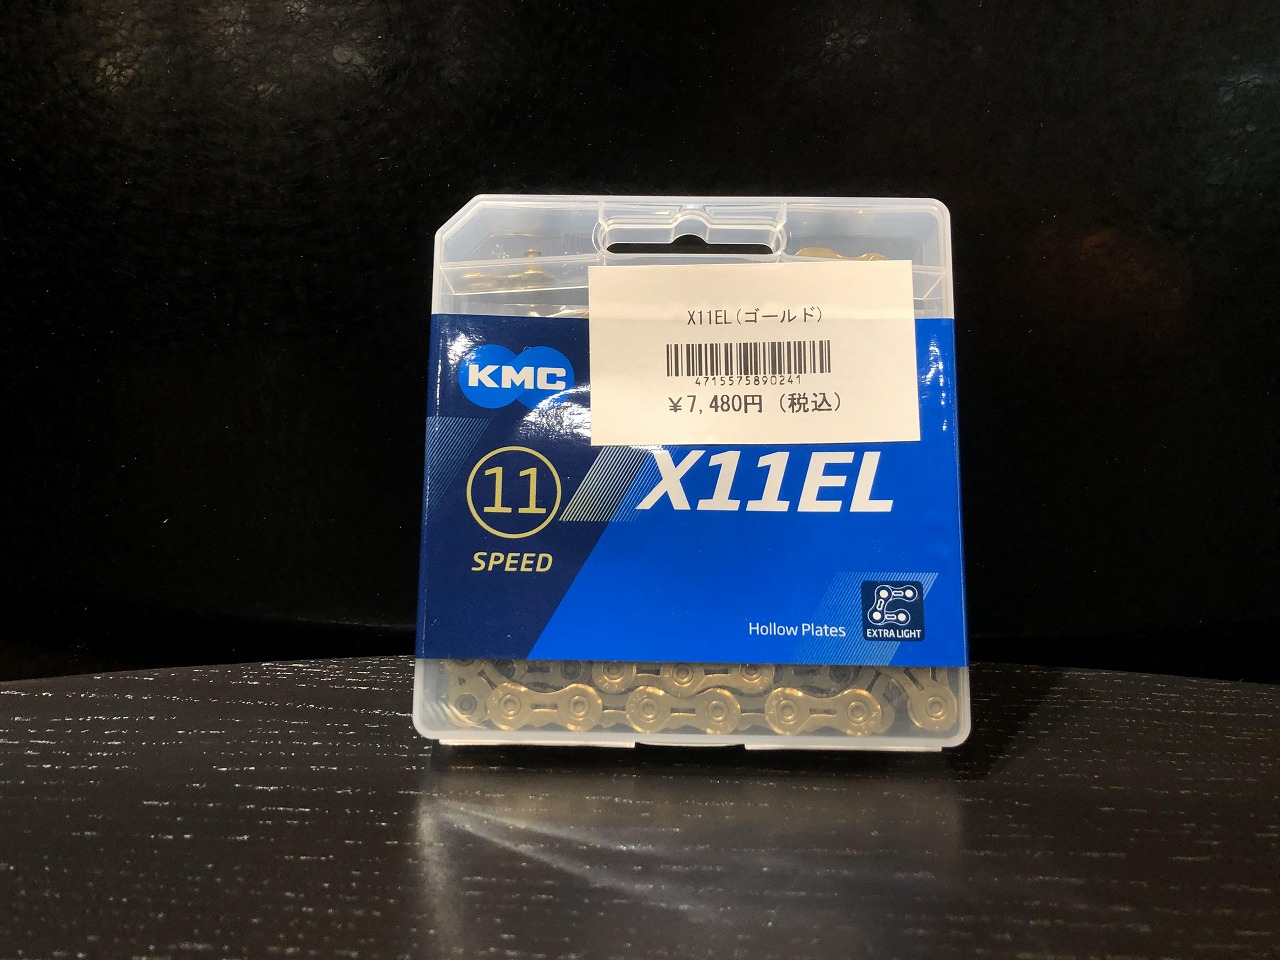 X11EL(ゴールド)
4715575890241
¥7,480円 (税込)
KMC
11
SPEED
X11EL
Hollow Plates
EXTRA LIGHT